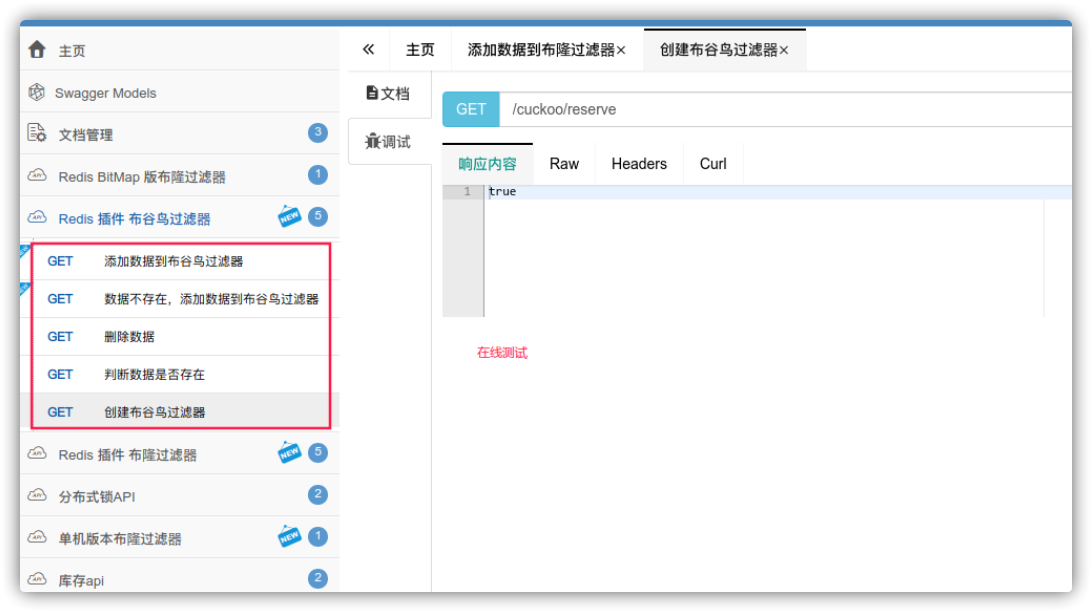 主页
Swagger Models
文档管理 3
Redis BitMap 版布隆过滤器 1
Redis 插件 布谷鸟过滤器 NEW 5
GET 添加数据到布谷鸟过滤器
GET 数据不存在，添加数据到布谷鸟过滤器
GET 删除数据
GET 判断数据是否存在
GET 创建布谷鸟过滤器
Redis 插件 布隆过滤器 NEW 5
分布式锁API 2
单机版本布隆过滤器 NEW 1
库存api 2
« 主页 添加数据到布隆过滤器× 创建布谷鸟过滤器×
文档
调试
GET /cuckoo/reserve
响应内容 Raw Headers Curl
1 true
在线测试